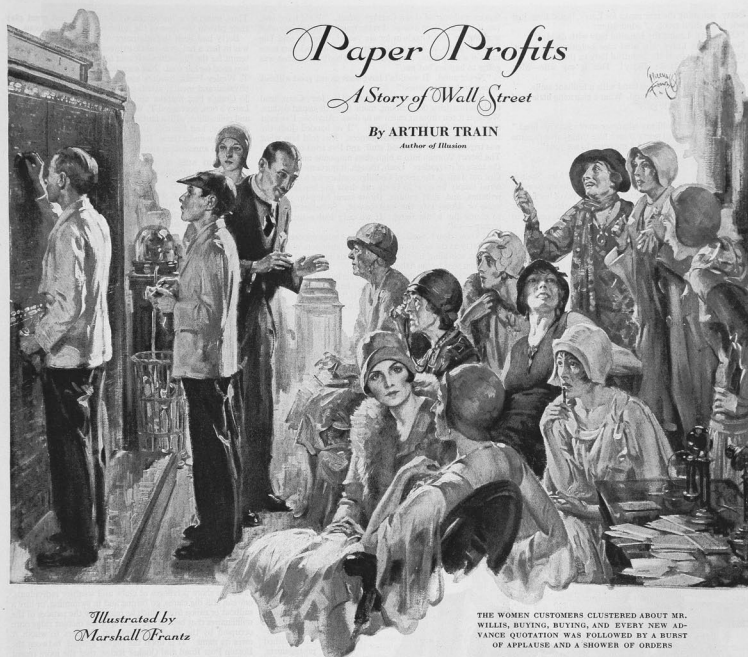 Paper Profits
A Story of Wall Street
By ARTHUR TRAIN
Author of Illusion
Illustrated by
Marshall Frantz
THE WOMEN CUSTOMERS CLUSTERED ABOUT MR.
WILLIS, BUYING, BUYING, AND EVERY NEW AD-
VANCE QUOTATION WAS FOLLOWED BY A BURST
OF APPLAUSE AND A SHOWER OF ORDERS